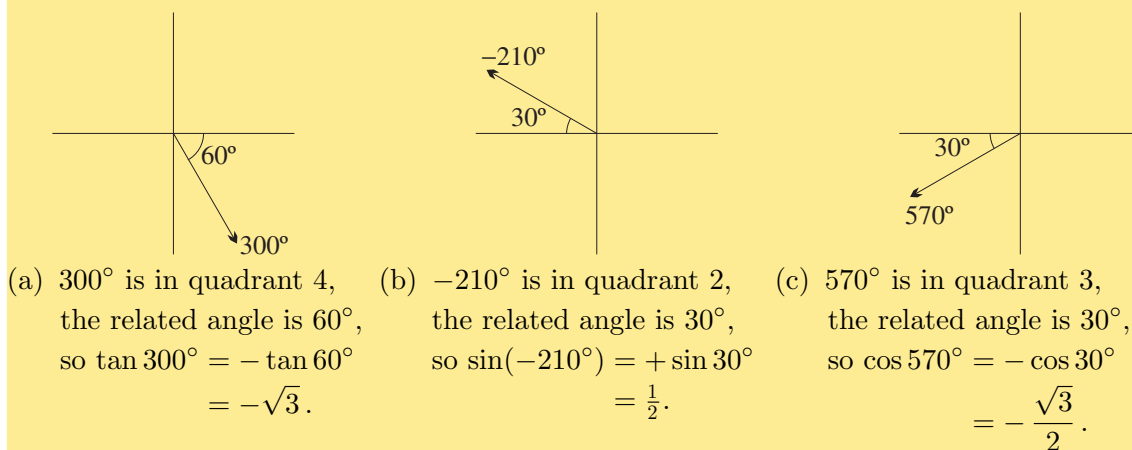 60º
300º
(a) 300° is in quadrant 4,
the related angle is 60°,
so tan 300° = − tan 60°
= −√3 .
−210º
30º
(b) −210° is in quadrant 2,
the related angle is 30°,
so sin(−210°) = + sin 30°
= 1/2.
30º
570º
(c) 570° is in quadrant 3,
the related angle is 30°,
so cos 570° = − cos 30°
= − √3/2 .